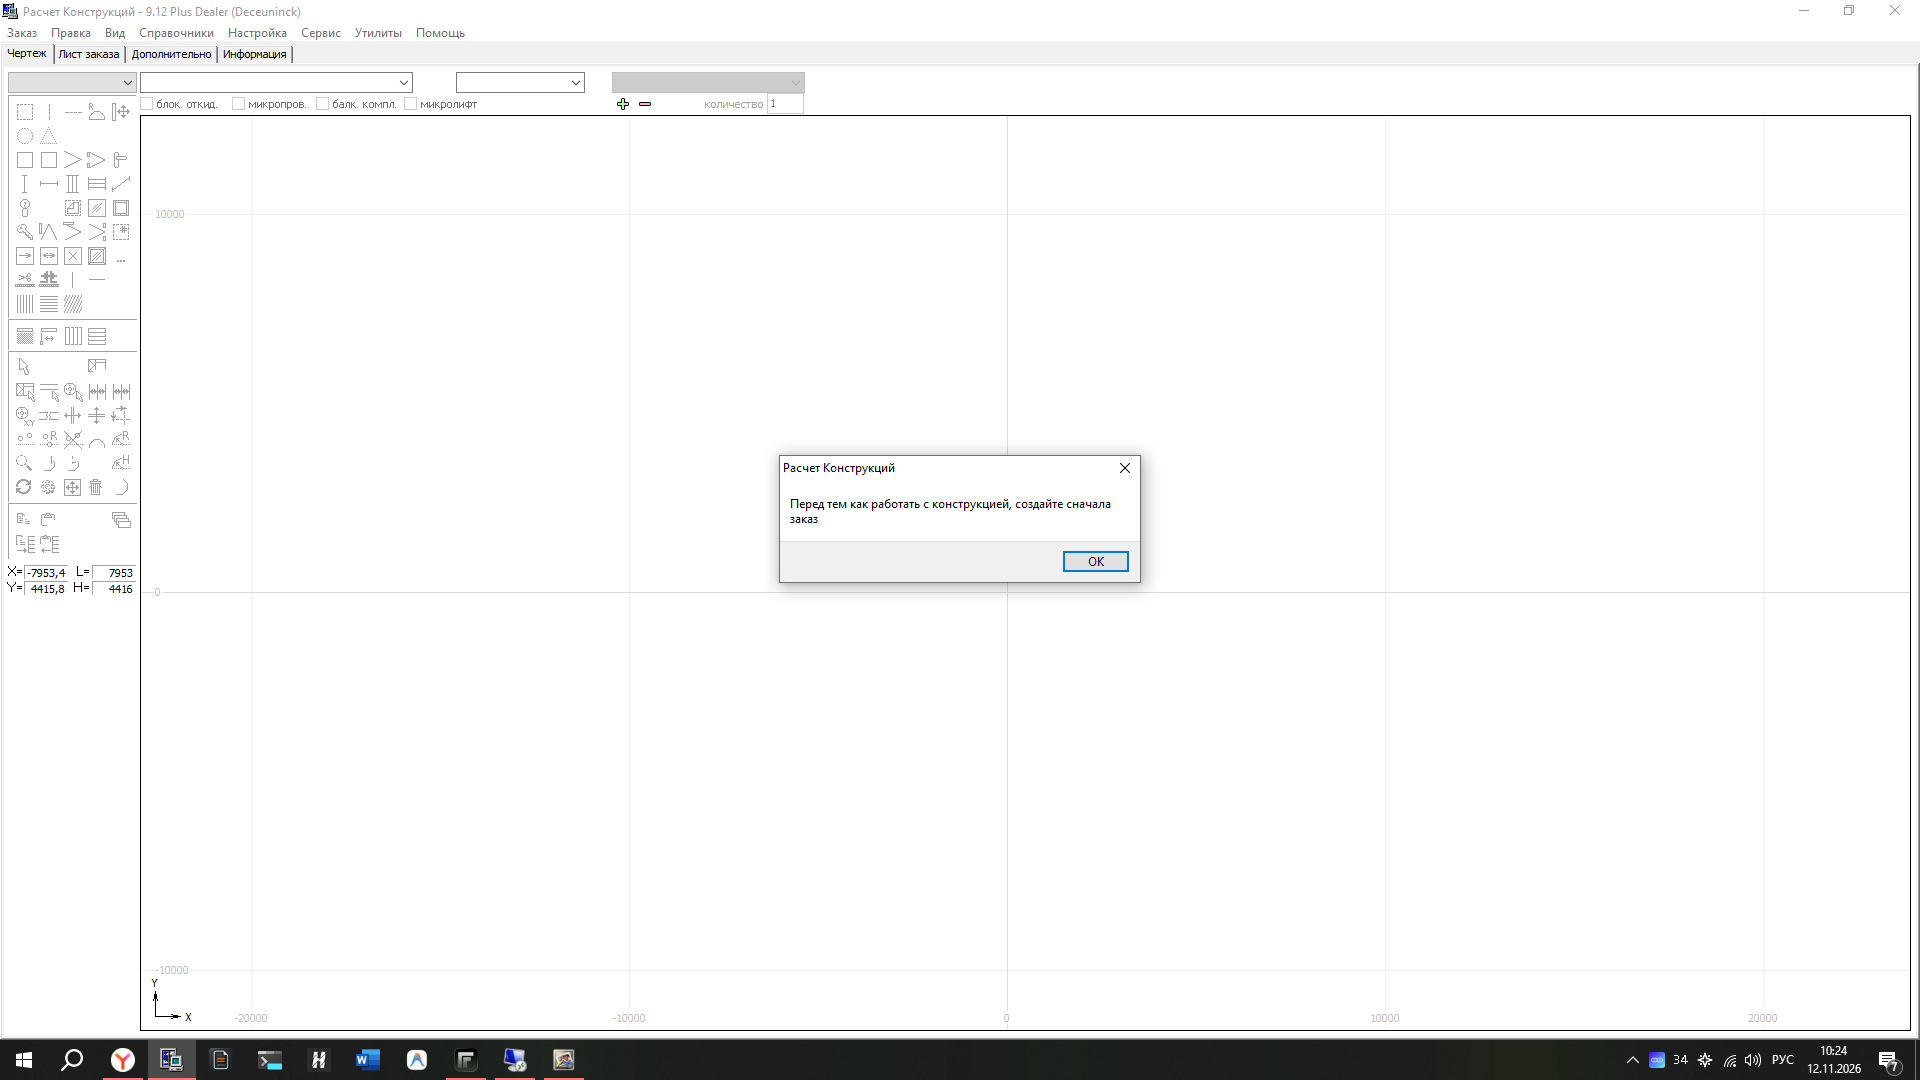 Расчет Конструкций - 9.12 Plus Dealer (Deceuninck)
Заказ Правка Вид Справочники Настройка Сервис Утилиты Помощь
Чертеж Лист заказа Дополнительно Информация
блок. откид. микропров. балк. компл. микролифт количество 1
10000
Расчет Конструкций
Перед тем как работать с конструкцией, создайте сначала
заказ
OK
X= -7953,4 L= 7953
Y= 4415,8 H= 4416
0
-10000
Y
X
-20000 -10000 0 10000 20000
34 РУС 10:24
12.11.2026
7